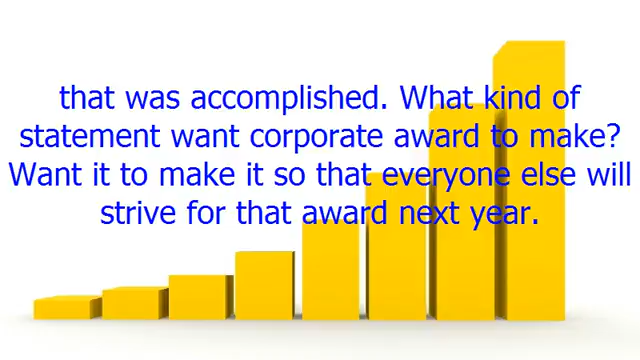 that was accomplished. What kind of
statement want corporate award to make?
Want it to make it so that everyone else will
strive for that award next year.